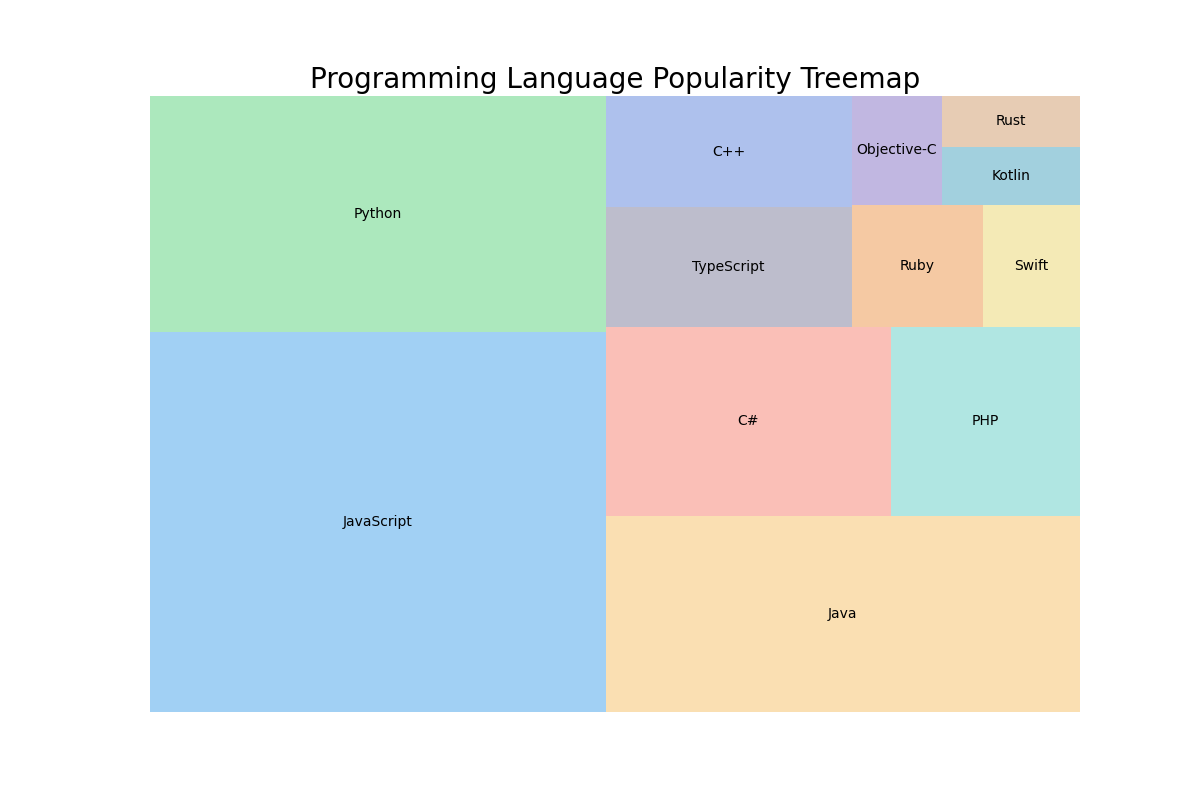 Programming Language Popularity Treemap
Rust
C++
Objective-C
Kotlin
Python
TypeScript
Ruby
Swift
C#
PHP
JavaScript
Java